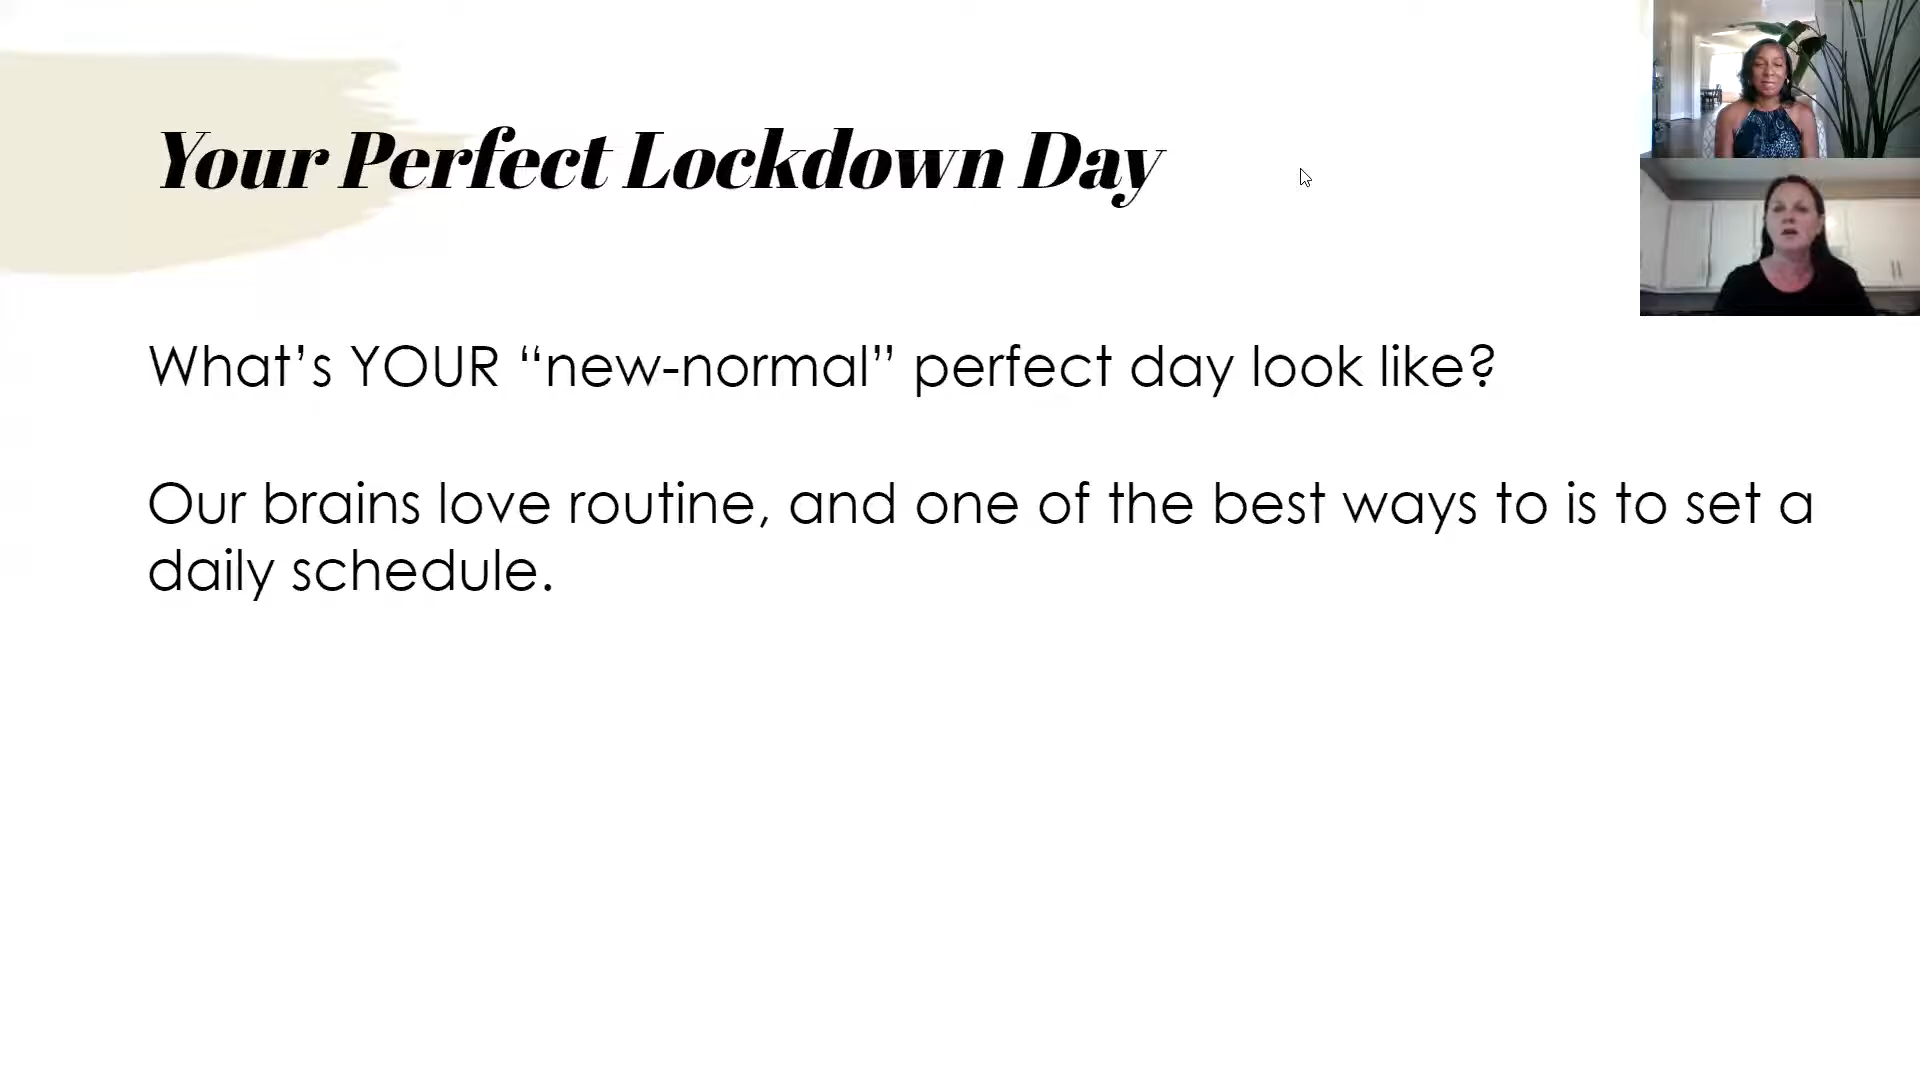 Your Perfect Lockdown Day
What’s YOUR “new-normal” perfect day look like?
Our brains love routine, and one of the best ways to is to set a
daily schedule.